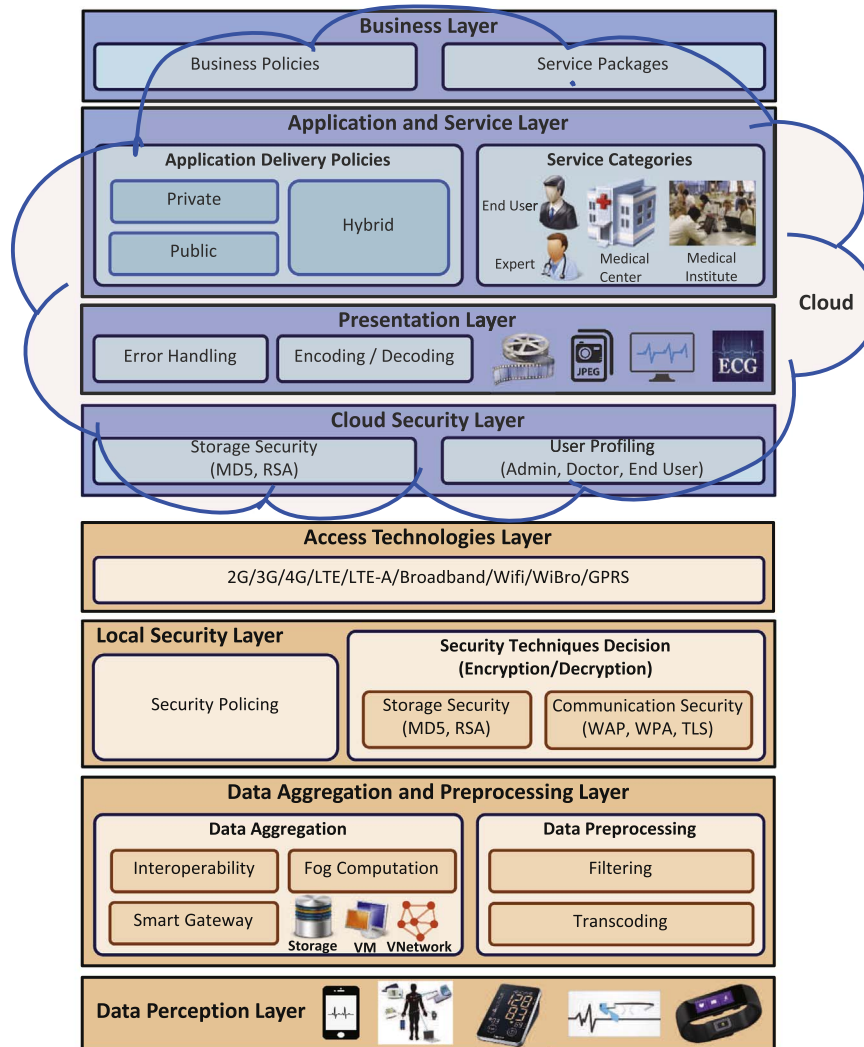 Business Layer
Business Policies
Service Packages
Application and Service Layer
Application Delivery Policies
Private
Public
Hybrid
Service Categories
End User
Expert
Medical
Center
Medical
Institute
Cloud
Presentation Layer
Error Handling
Encoding / Decoding
JPEG
ECG
Cloud Security Layer
Storage Security
(MD5, RSA)
User Profiling
(Admin, Doctor, End User)
Access Technologies Layer
2G/3G/4G/LTE/LTE-A/Broadband/Wifi/WiBro/GPRS
Local Security Layer
Security Policing
Security Techniques Decision
(Encryption/Decryption)
Storage Security
(MD5, RSA)
Communication Security
(WAP, WPA, TLS)
Data Aggregation and Preprocessing Layer
Data Aggregation
Interoperability
Fog Computation
Smart Gateway
Storage
VM
VNetwork
Data Preprocessing
Filtering
Transcoding
Data Perception Layer
128
83